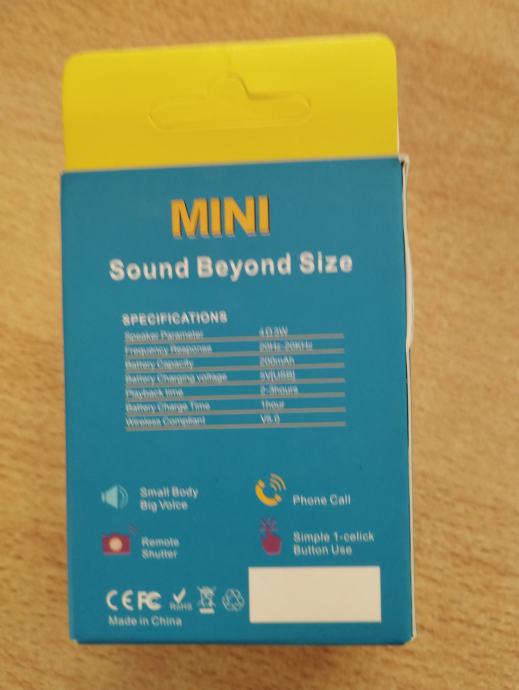 MINI
Sound Beyond Size
SPECIFICATIONS
Speaker Parameter 4Ω3W
Frequency Response 20Hz-20KHz
Battery Capacity 200mAh
Battery Charging voltage 5V(USB)
Playback time 2-3hours
Battery Charge Time 1hour
Wireless Compliant V5.0
Small Body
Big Voice
Phone Call
Remote
Shutter
Simple 1-celick
Button Use
CE FC RoHS
Made in China